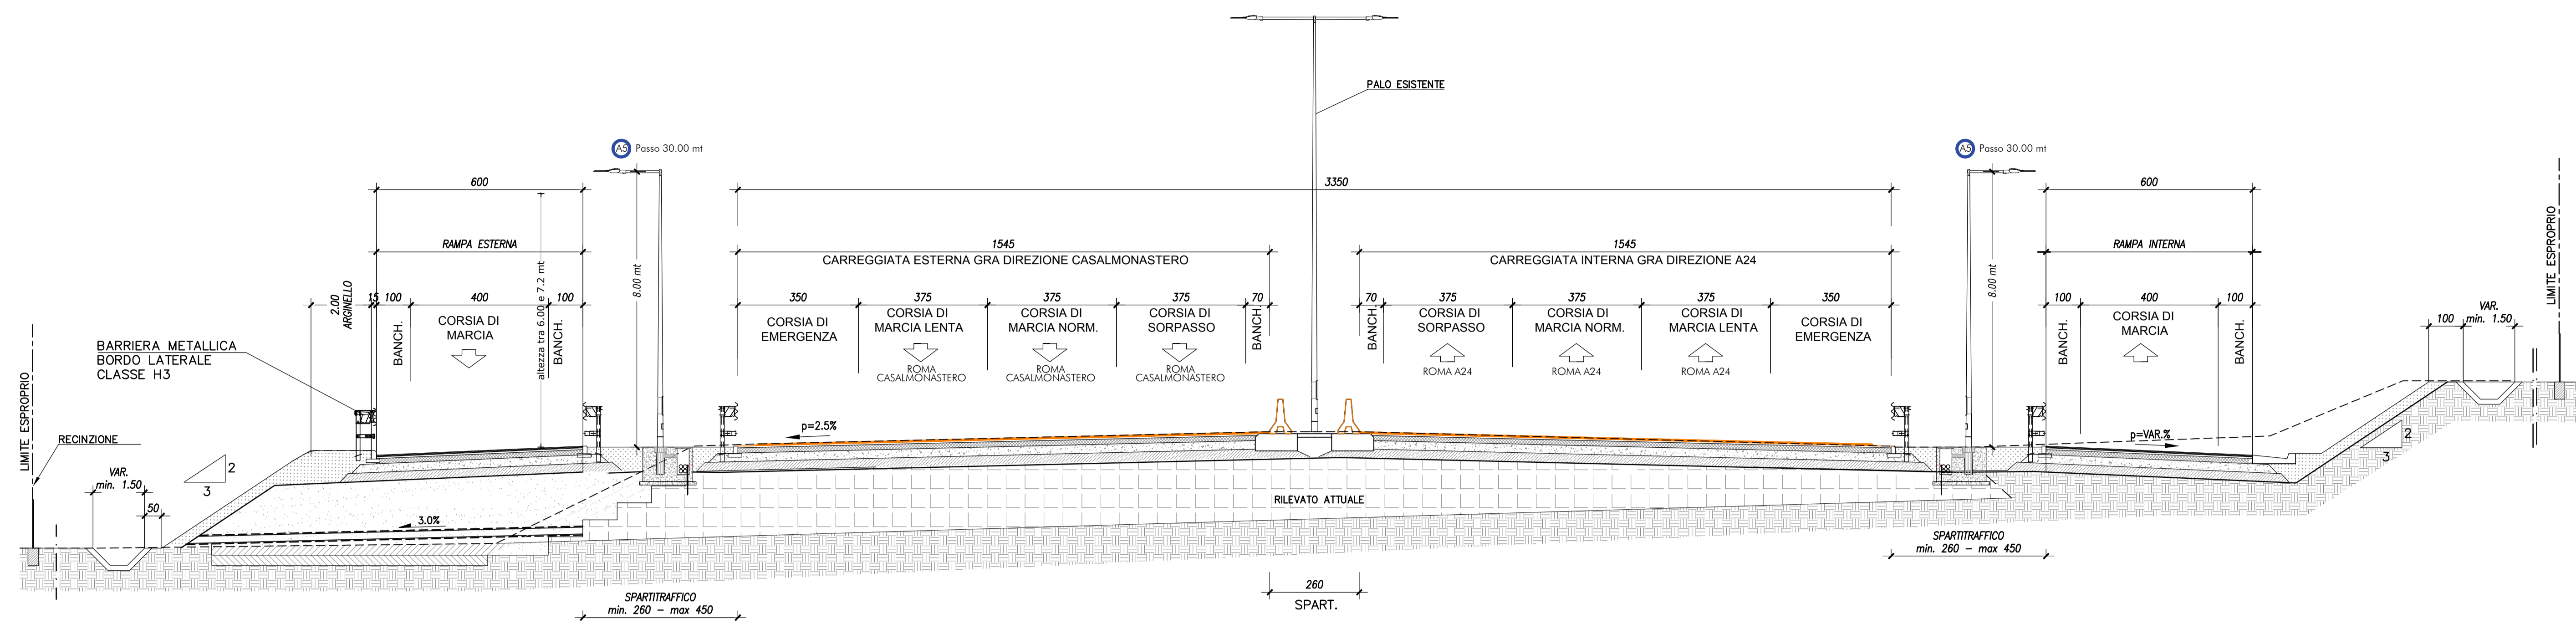 PALO ESISTENTE
A5 Passo 30.00 mt
A5 Passo 30.00 mt
600
3350
600
RAMPA ESTERNA
1545
1545
RAMPA INTERNA
CARREGGIATA ESTERNA GRA DIREZIONE CASALMONASTERO
CARREGGIATA INTERNA GRA DIREZIONE A24
8.00 mt
8.00 mt
altezza tra 6.00 e 7.2 mt
2.00
ARGINELLO
15 100 400 100
350 375 375 375 70
70 375 375 375 350
100 400 100
BANCH.
CORSIA DI
MARCIA
BANCH.
CORSIA DI
EMERGENZA
CORSIA DI
MARCIA LENTA
CORSIA DI
MARCIA NORM.
CORSIA DI
SORPASSO
BANCH.
BANCH.
CORSIA DI
SORPASSO
CORSIA DI
MARCIA NORM.
CORSIA DI
MARCIA LENTA
CORSIA DI
EMERGENZA
BANCH.
CORSIA DI
MARCIA
BANCH.
ROMA
CASALMONASTERO
ROMA
CASALMONASTERO
ROMA
CASALMONASTERO
ROMA A24
ROMA A24
ROMA A24
100
VAR.
min. 1.50
LIMITE ESPROPRIO
BARRIERA METALLICA
BORDO LATERALE
CLASSE H3
LIMITE ESPROPRIO
RECINZIONE
VAR.
min. 1.50
50
2
3
p=2.5%
p=VAR.%
2
3
3.0%
RILEVATO ATTUALE
SPARTITRAFFICO
min. 260 – max 450
260
SPART.
SPARTITRAFFICO
min. 260 – max 450